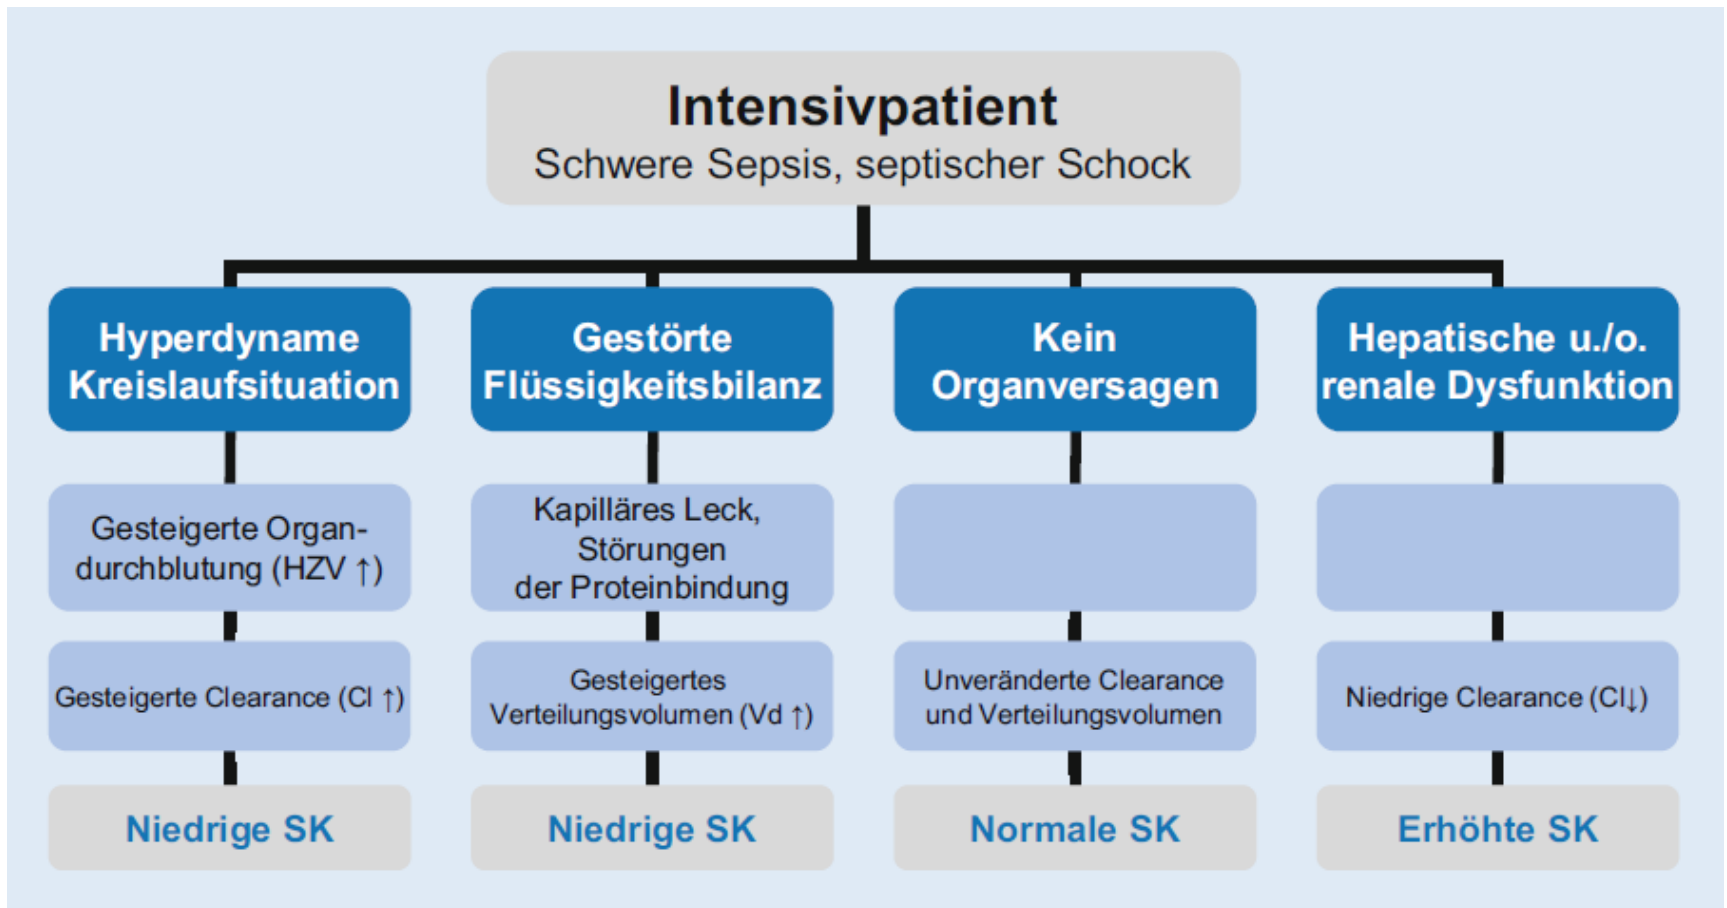 Intensivpatient
Schwere Sepsis, septischer Schock
Hyperdyname
Kreislaufsituation
Gestörte
Flüssigkeitsbilanz
Kein
Organversagen
Hepatische u./o.
renale Dysfunktion
Gesteigerte Organ-
durchblutung (HZV ↑)
Kapilläres Leck,
Störungen
der Proteinbindung
Gesteigerte Clearance (Cl ↑)
Gesteigertes
Verteilungsvolumen (Vd ↑)
Unveränderte Clearance
und Verteilungsvolumen
Niedrige Clearance (Cl↓)
Niedrige SK
Niedrige SK
Normale SK
Erhöhte SK